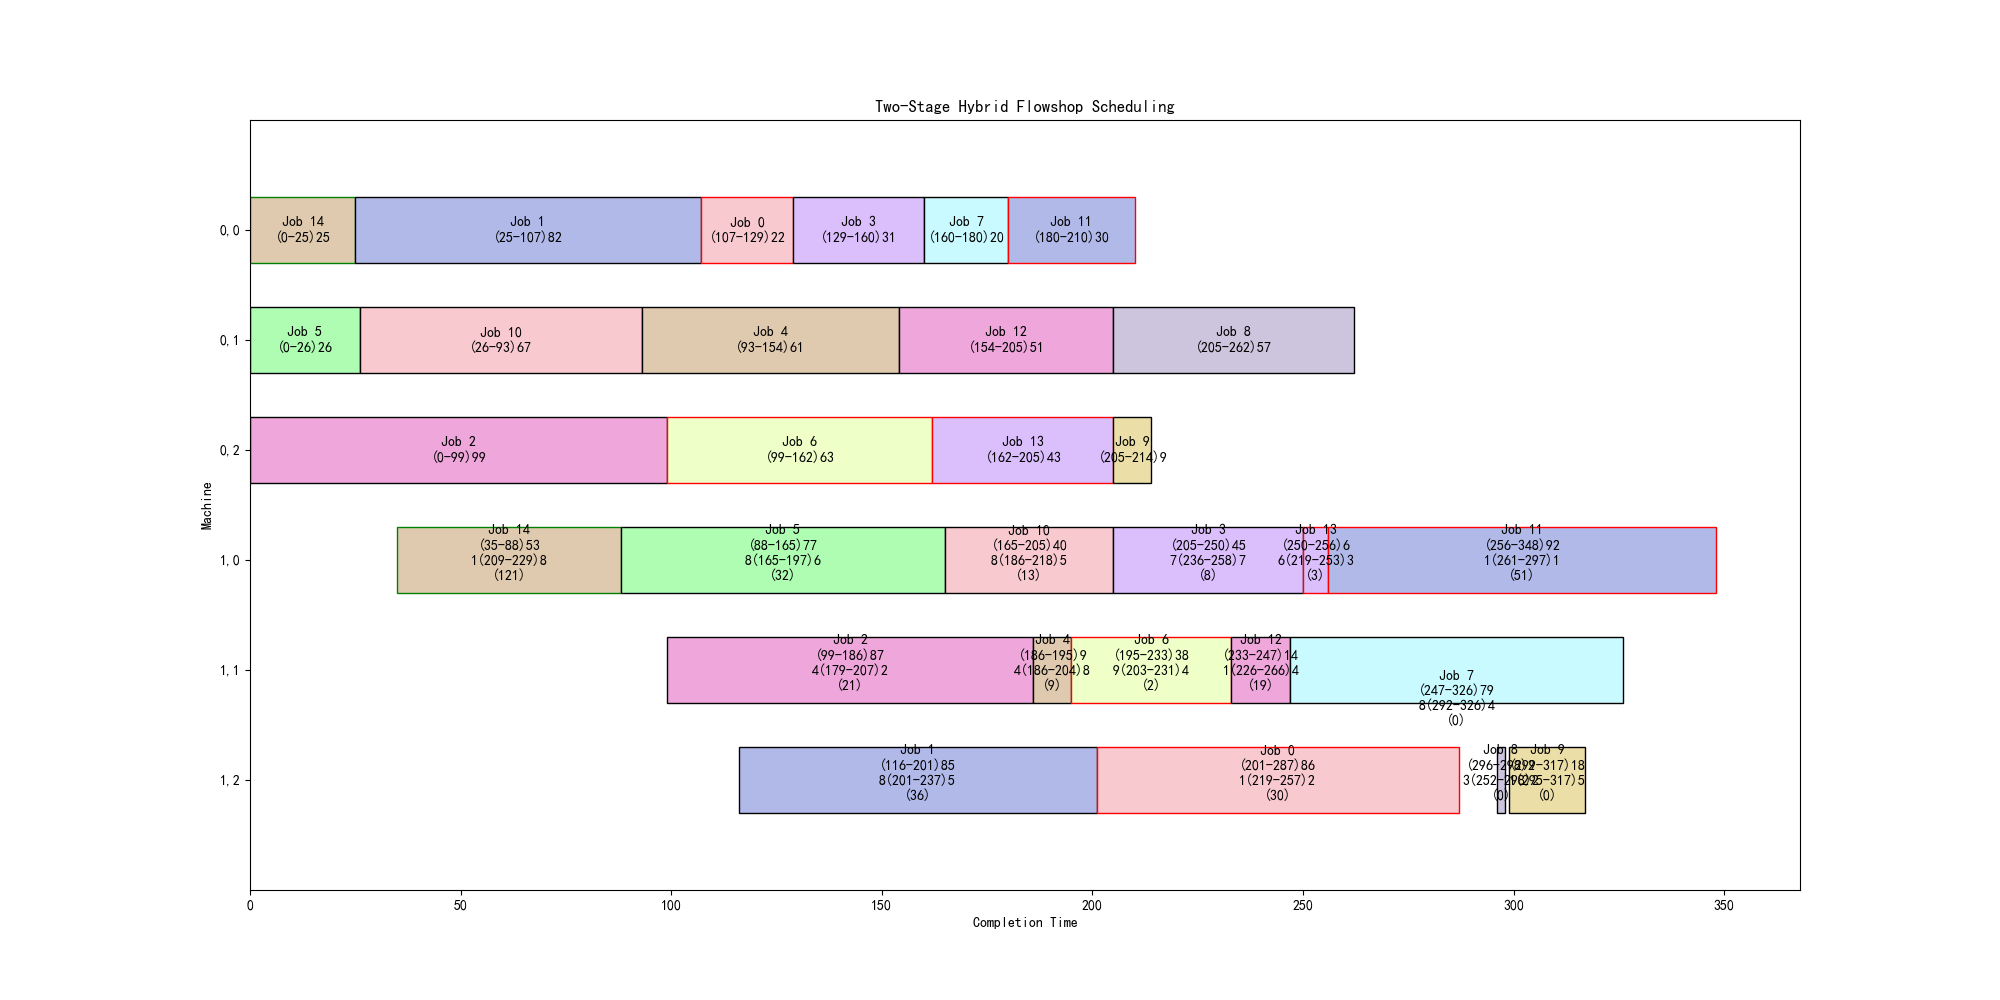 Two-Stage Hybrid Flowshop Scheduling
0,0
Job 14
(0-25)25
Job 1
(25-107)82
Job 0
(107-129)22
Job 3
(129-160)31
Job 7
(160-180)20
Job 11
(180-210)30
0,1
Job 5
(0-26)26
Job 10
(26-93)67
Job 4
(93-154)61
Job 12
(154-205)51
Job 8
(205-262)57
0,2
Job 2
(0-99)99
Job 6
(99-162)63
Job 13
(162-205)43
Job 9
(205-214)9
Machine
1,0
Job 14
(35-88)53
1(209-229)8
(121)
Job 5
(88-165)77
8(165-197)6
(32)
Job 10
(165-205)40
8(186-218)5
(13)
Job 3
(205-250)45
7(236-258)7
(8)
Job 13
(250-256)6
6(219-253)3
(3)
Job 11
(256-348)92
1(261-297)1
(51)
1,1
Job 2
(99-186)87
4(179-207)2
(21)
Job 4
(186-195)9
4(186-204)8
(9)
Job 6
(195-233)38
9(203-231)4
(2)
Job 12
(233-247)14
1(226-266)4
(19)
Job 7
(247-326)79
8(292-326)4
(0)
1,2
Job 1
(116-201)85
8(201-237)5
(36)
Job 0
(201-287)86
1(219-257)2
(30)
Job 8
(0)
Job 9
(0)
0
50
100
150
200
250
300
350
Completion Time